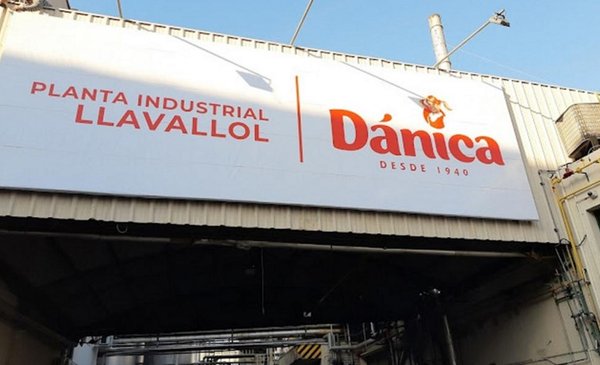 PLANTA INDUSTRIAL
LLAVALLOL
Dánica
DESDE 1940